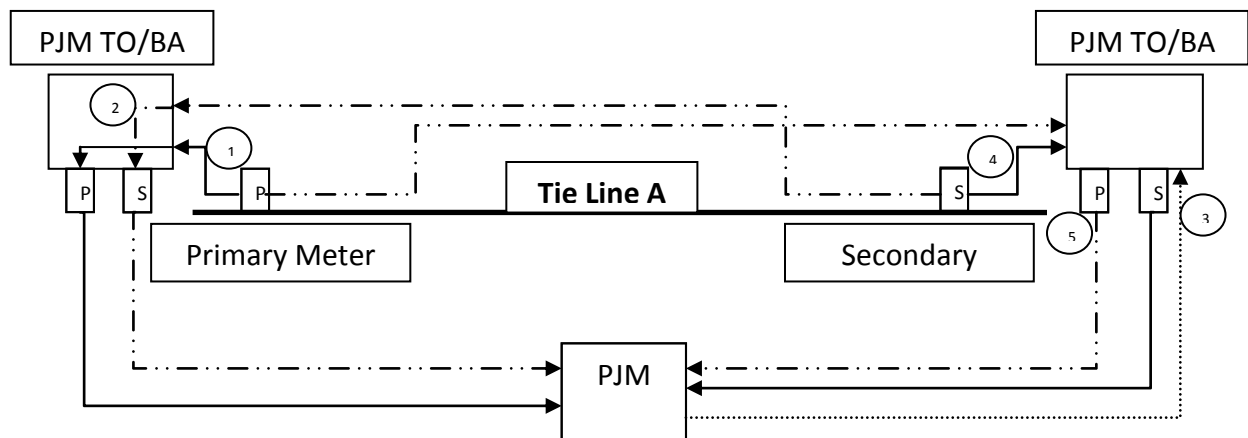 PJM TO/BA
PJM TO/BA
2
1
4
P
S
P
Tie Line A
S
P
S
3
5
Primary Meter
Secondary
PJM